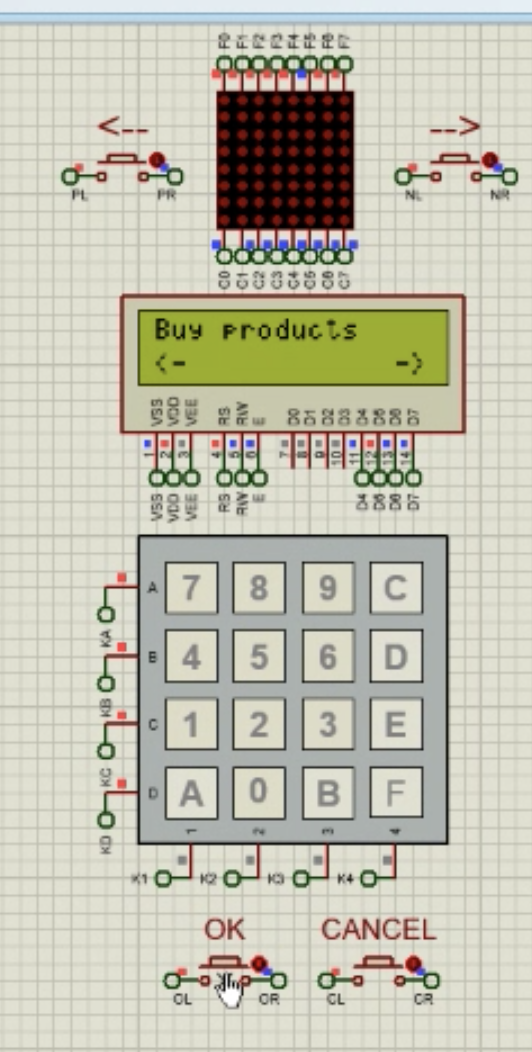 F0 F1 F2 F3 F4 F5 F6 F7
<-- -->
PL PR NL NR
C0 C1 C2 C3 C4 C5 C6 C7
Buy products
<- ->
VSS VDD VEE RS RW E D0 D1 D2 D3 D4 D5 D6 D7
1 2 3 4 5 6 7 8 9 10 11 12 13 14
VSS VDD VEE RS RW E D4 D5 D6 D7
A 7 8 9 C
KA
B 4 5 6 D
KB
C 1 2 3 E
KC
D A 0 B F
KD
1 2 3 4
K1 K2 K3 K4
OK CANCEL
OL OR CL CR